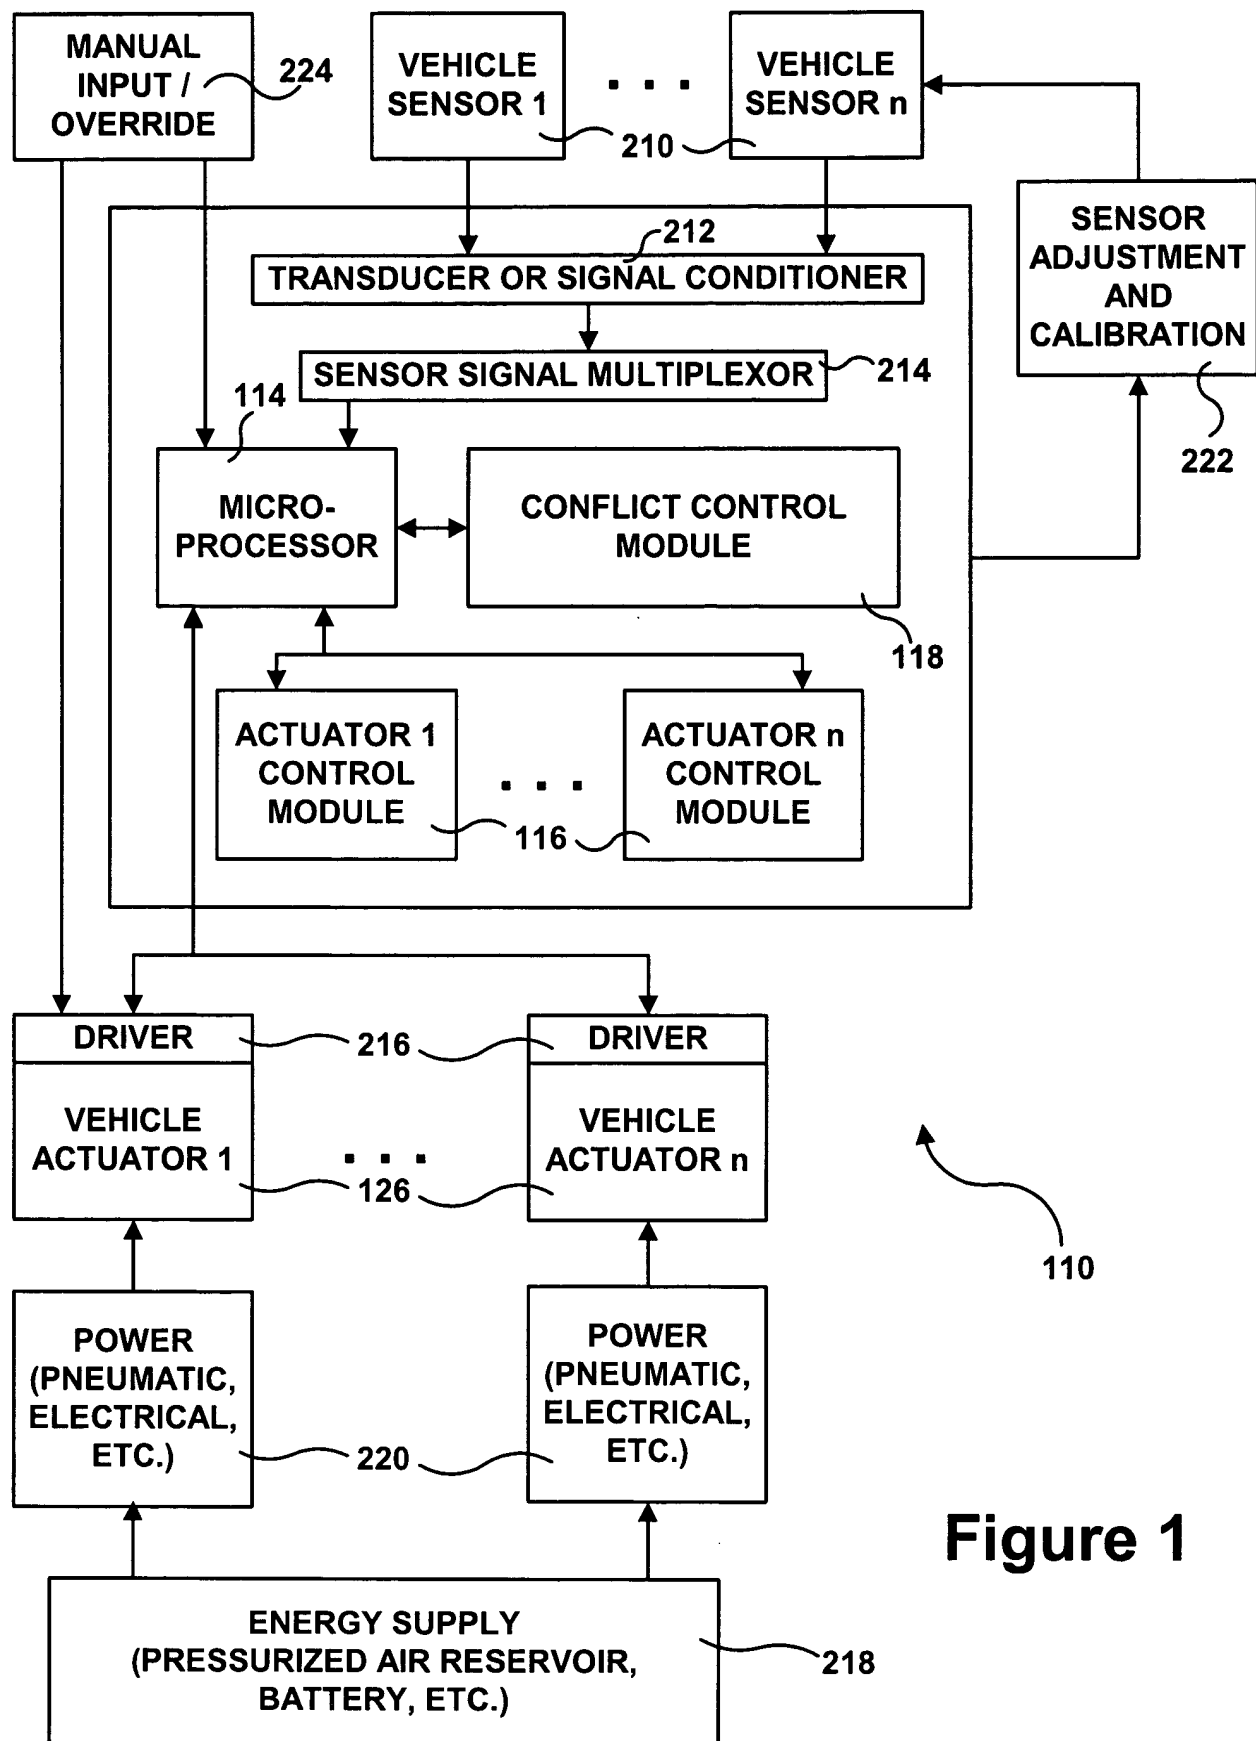 MANUAL
INPUT /
OVERRIDE
224
VEHICLE
SENSOR 1
. . .
VEHICLE
SENSOR n
210
SENSOR
ADJUSTMENT
AND
CALIBRATION
222
212
TRANSDUCER OR SIGNAL CONDITIONER
SENSOR SIGNAL MULTIPLEXOR
214
114
MICRO-
PROCESSOR
CONFLICT CONTROL
MODULE
118
ACTUATOR 1
CONTROL
MODULE
. . .
ACTUATOR n
CONTROL
MODULE
116
DRIVER
216
DRIVER
VEHICLE
ACTUATOR 1
. . .
VEHICLE
ACTUATOR n
126
110
POWER
(PNEUMATIC,
ELECTRICAL,
ETC.)
220
POWER
(PNEUMATIC,
ELECTRICAL,
ETC.)
Figure 1
ENERGY SUPPLY
(PRESSURIZED AIR RESERVOIR,
BATTERY, ETC.)
218